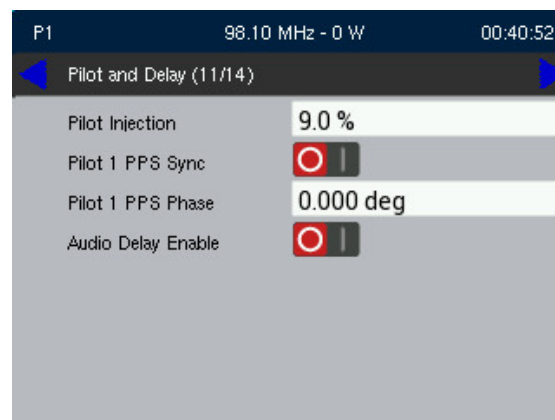 P1 98.10 MHz - 0 W 00:40:52
Pilot and Delay (11/14)
Pilot Injection 9.0 %
Pilot 1 PPS Sync
Pilot 1 PPS Phase 0.000 deg
Audio Delay Enable